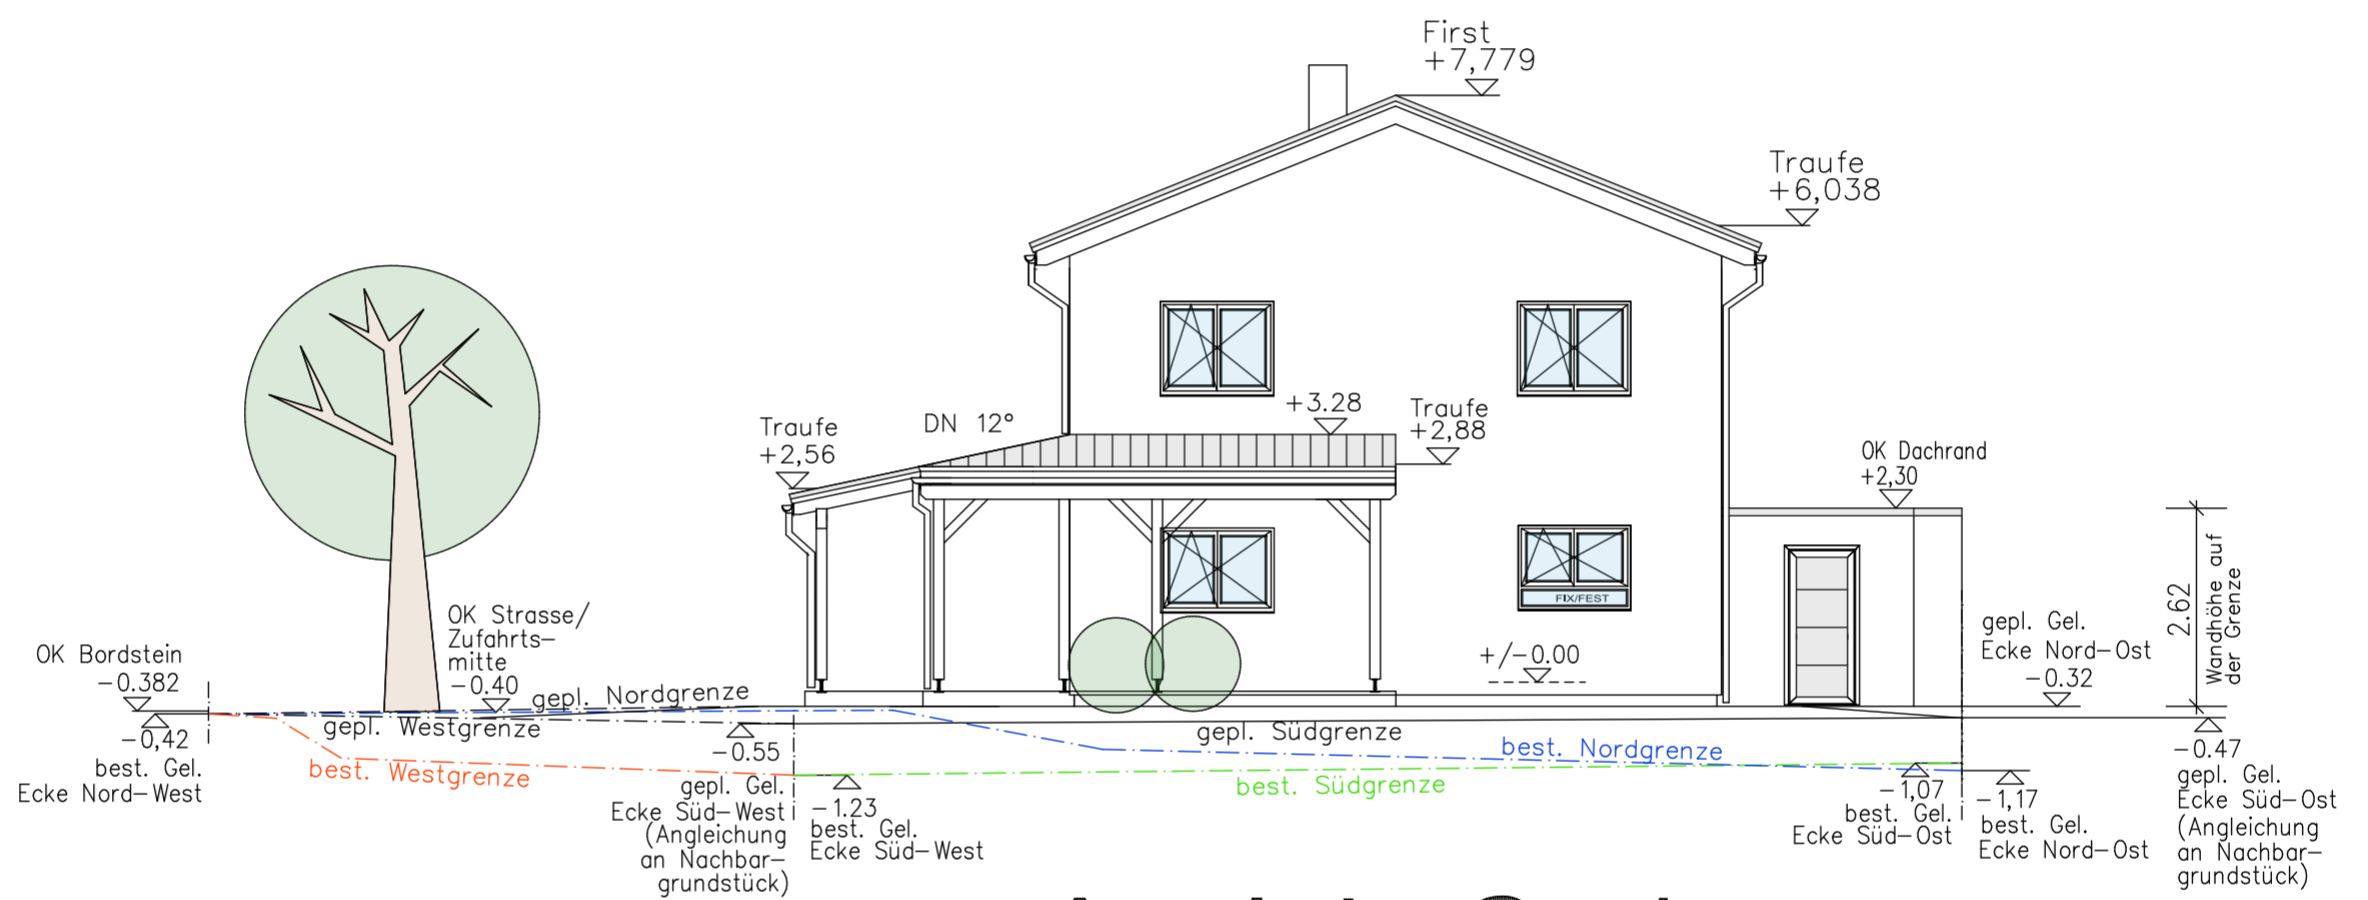 First
+7,779
Traufe
+6,038
Traufe
+2,56
DN 12°
+3.28
Traufe
+2,88
OK Dachrand
+2,30
FIX/FEST
2.62
Wandhöhe auf
der Grenze
OK Bordstein
-0.382
OK Strasse/
Zufahrts-
mitte
-0.40
gepl. Nordgrenze
+/-0.00
gepl. Gel.
Ecke Nord-Ost
-0.32
-0,42
best. Gel.
Ecke Nord-West
gepl. Westgrenze
best. Westgrenze
-0.55
gepl. Gel.
Ecke Süd-West
(Angleichung
an Nachbar-
grundstück)
-1.23
best. Gel.
Ecke Süd-West
gepl. Südgrenze
best. Nordgrenze
best. Südgrenze
-1,07
best. Gel.
Ecke Süd-Ost
-1,17
best. Gel.
Ecke Nord-Ost
-0.47
gepl. Gel.
Ecke Süd-Ost
(Angleichung
an Nachbar-
grundstück)